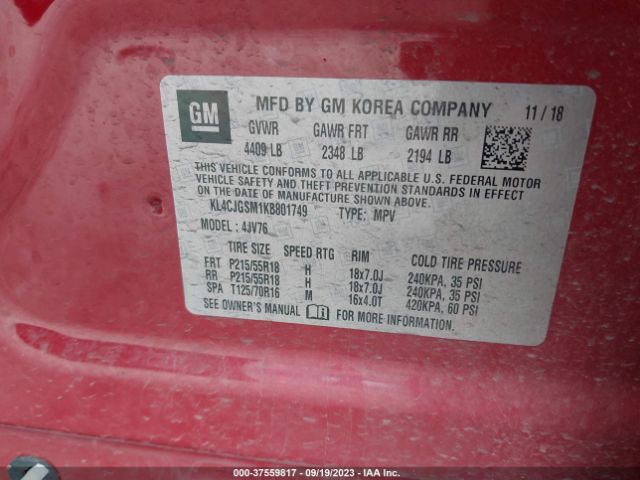 GM
MFD BY GM KOREA COMPANY 11/18
GVWR GAWR FRT GAWR RR
4409 LB 2348 LB 2194 LB
THIS VEHICLE CONFORMS TO ALL APPLICABLE U.S. FEDERAL MOTOR
VEHICLE SAFETY AND THEFT PREVENTION STANDARDS IN EFFECT
ON THE DATE OF MANUFACTURE SHOWN ABOVE.
KL4CJGSM1KB801749 TYPE: MPV
MODEL: 4JV76
TIRE SIZE SPEED RTG RIM COLD TIRE PRESSURE
FRT P215/55R18 H 18x7.0J 240KPA, 35 PSI
RR P215/55R18 H 18x7.0J 240KPA, 35 PSI
SPA T125/70R16 M 16x4.0T 420KPA, 60 PSI
SEE OWNER'S MANUAL FOR MORE INFORMATION.
000-37559817 - 09/19/2023 - IAA Inc.